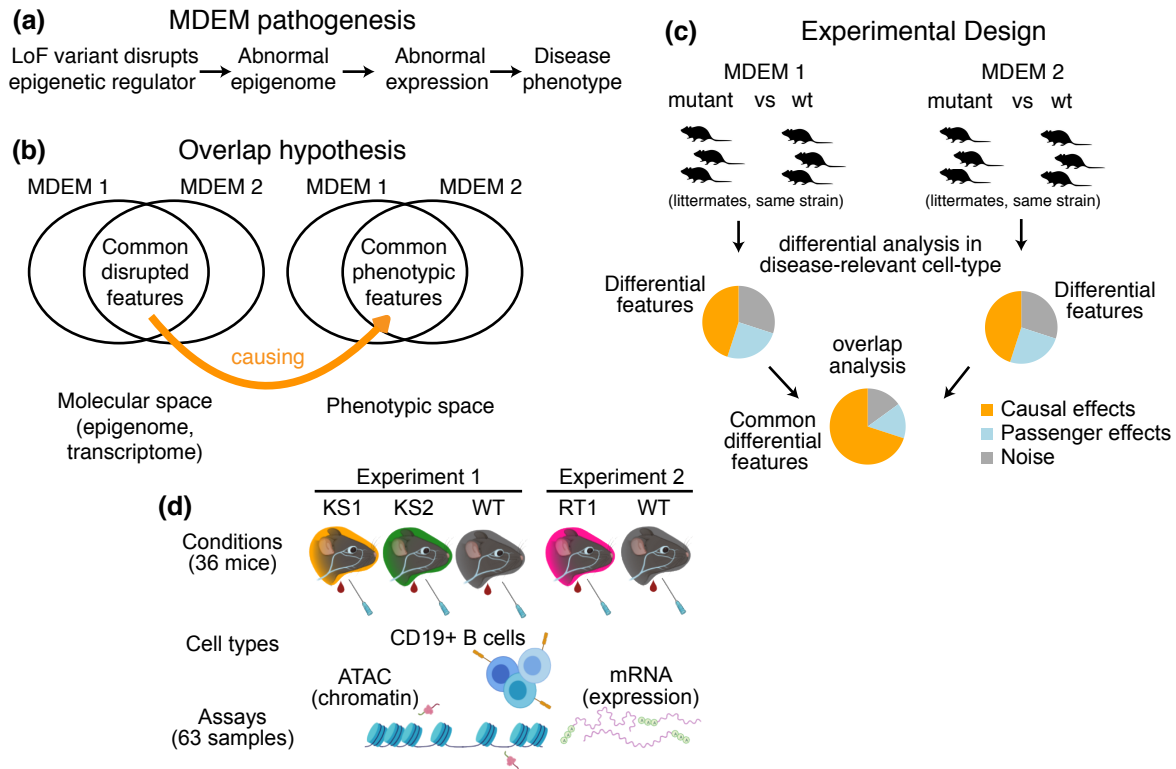 (a)
MDEM pathogenesis
LoF variant disrupts
epigenetic regulator
Abnormal
epigenome
Abnormal
expression
Disease
phenotype
(b)
Overlap hypothesis
MDEM 1
MDEM 2
MDEM 1
MDEM 2
Common
disrupted
features
Common
phenotypic
features
causing
Molecular space
(epigenome,
transcriptome)
Phenotypic space
(c)
Experimental Design
MDEM 1
mutant vs wt
(littermates, same strain)
MDEM 2
mutant vs wt
(littermates, same strain)
differential analysis in
disease-relevant cell-type
Differential
features
Differential
features
overlap
analysis
Common
differential
features
Causal effects
Passenger effects
Noise
(d)
Experiment 1
Experiment 2
KS1
KS2
WT
RT1
WT
Conditions
(36 mice)
Cell types
CD19+ B cells
Assays
(63 samples)
ATAC
(chromatin)
mRNA
(expression)